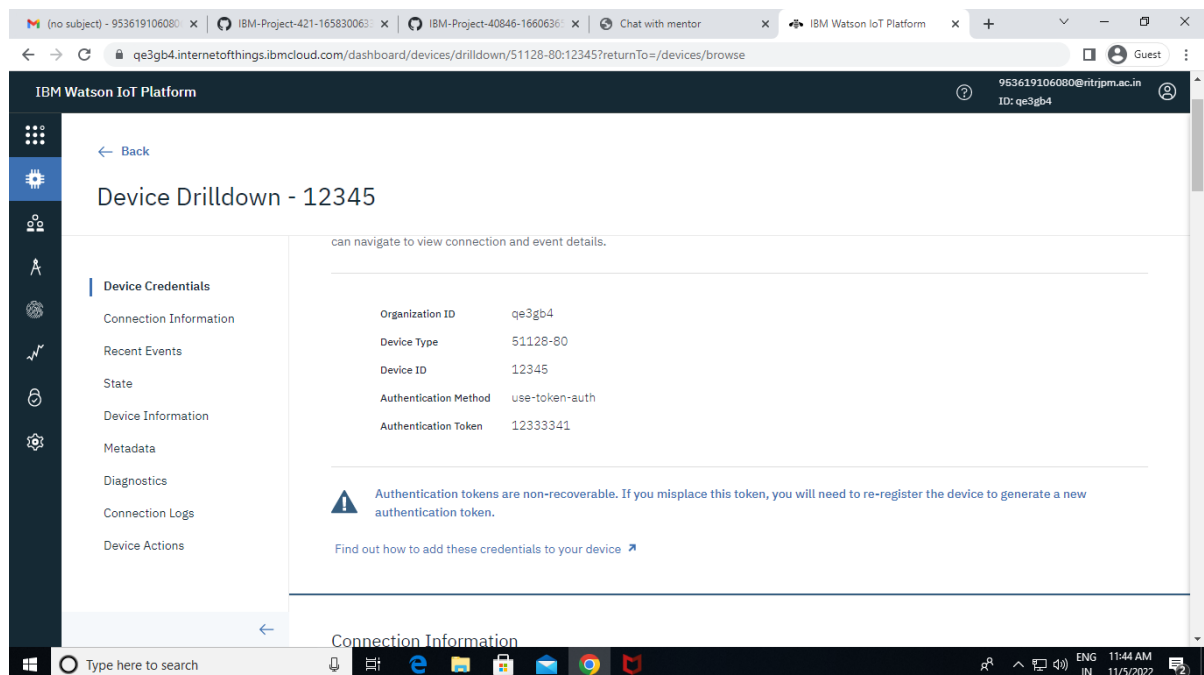 (no subject) - 95361910608
IBM-Project-421-16583006
IBM-Project-40846-1660636
Chat with mentor
IBM Watson IoT Platform
qe3gb4.internetofthings.ibmcloud.com/dashboard/devices/drilldown/51128-80:12345?returnTo=/devices/browse
Guest
IBM Watson IoT Platform
953619106080@ritrjpm.ac.in
ID: qe3gb4
Back
Device Drilldown - 12345
can navigate to view connection and event details.
Device Credentials
Connection Information
Recent Events
State
Device Information
Metadata
Diagnostics
Connection Logs
Device Actions
Organization ID qe3gb4
Device Type 51128-80
Device ID 12345
Authentication Method use-token-auth
Authentication Token 12333341
Authentication tokens are non-recoverable. If you misplace this token, you will need to re-register the device to generate a new
authentication token.
Find out how to add these credentials to your device
Connection Information
Type here to search
ENG
IN
11:44 AM
11/5/2022
2